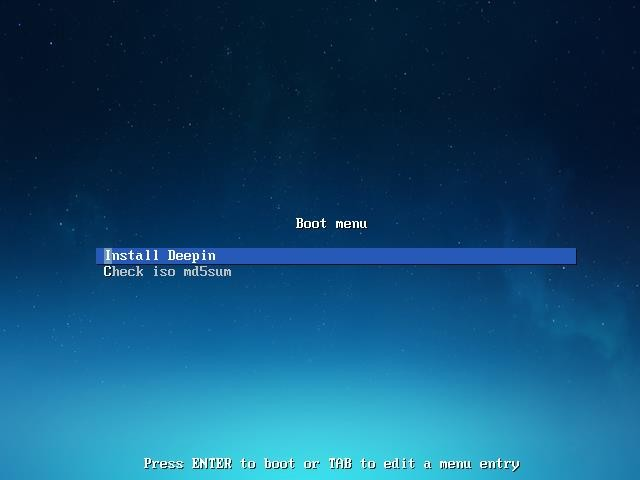 Boot menu
Install Deepin
Check iso md5sum
Press ENTER to boot or TAB to edit a menu entry